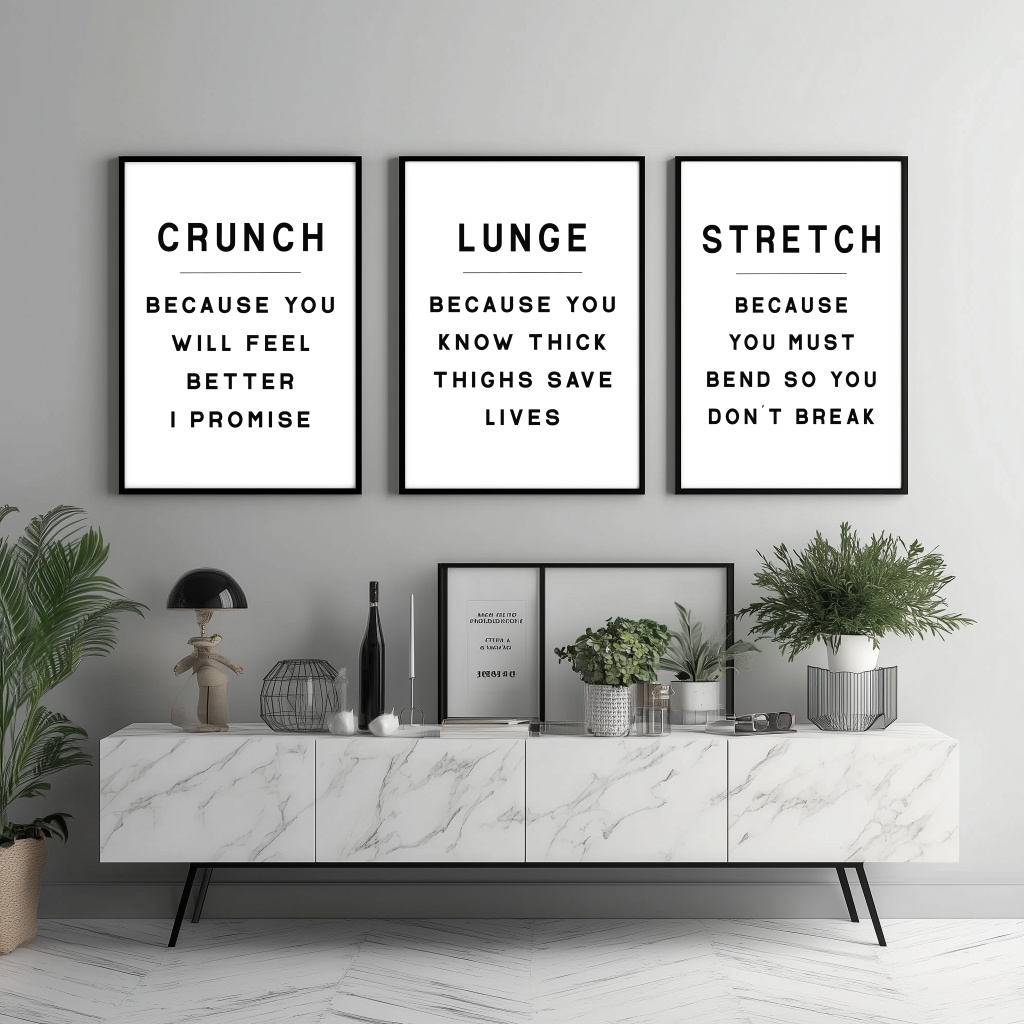 CRUNCH
BECAUSE YOU
WILL FEEL
BETTER
I PROMISE
LUNGE
BECAUSE YOU
KNOW THICK
THIGHS SAVE
LIVES
STRETCH
BECAUSE
YOU MUST
BEND SO YOU
DON'T BREAK